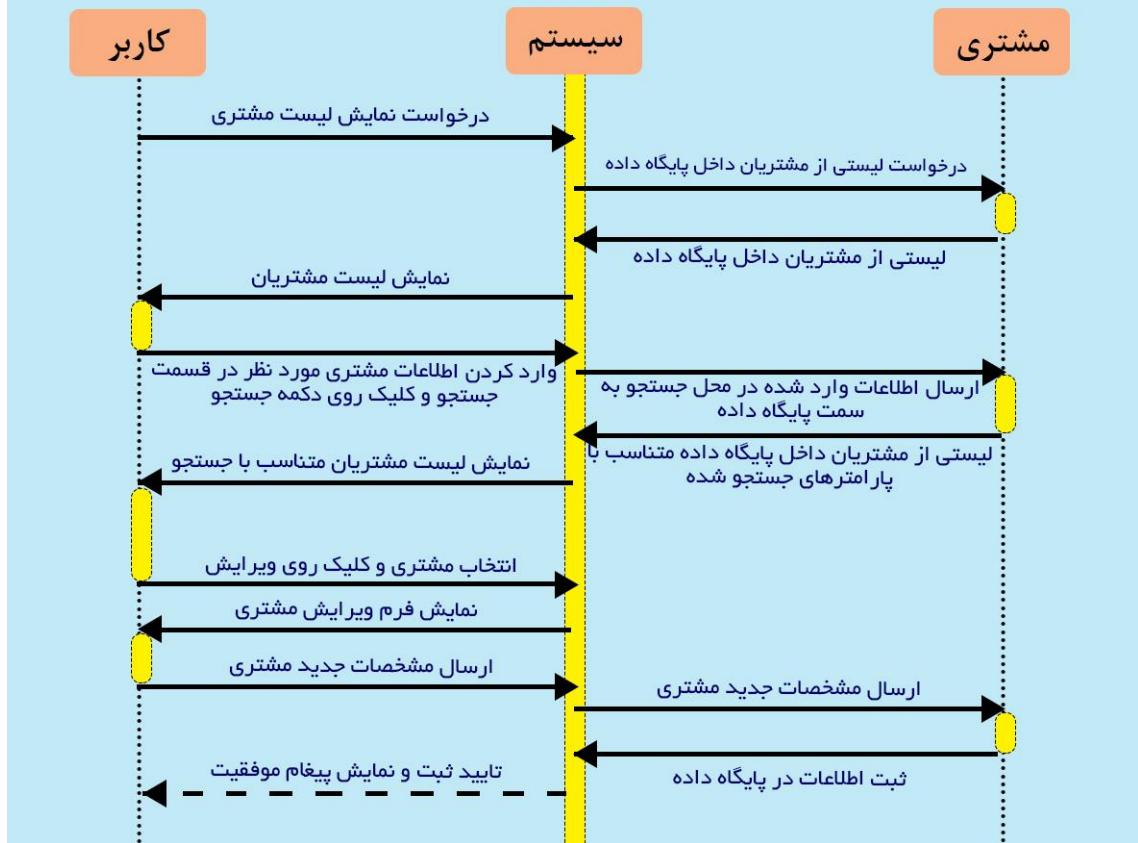 کاربر
سیستم
مشتری
درخواست نمایش لیست مشتری
درخواست لیستی از مشتریان داخل پایگاه داده
لیستی از مشتریان داخل پایگاه داده
نمایش لیست مشتریان
وارد کردن اطلاعات مشتری مورد نظر در قسمت
جستجو و کلیک روی دکمه جستجو
ارسال اطلاعات وارد شده در محل جستجو به
سمت پایگاه داده
لیستی از مشتریان داخل پایگاه داده متناسب با
پارامترهای جستجو شده
نمایش لیست مشتریان متناسب با جستجو
انتخاب مشتری و کلیک روی ویرایش
نمایش فرم ویرایش مشتری
ارسال مشخصات جدید مشتری
ارسال مشخصات جدید مشتری
ثبت اطلاعات در پایگاه داده
تایید ثبت و نمایش پیغام موفقیت